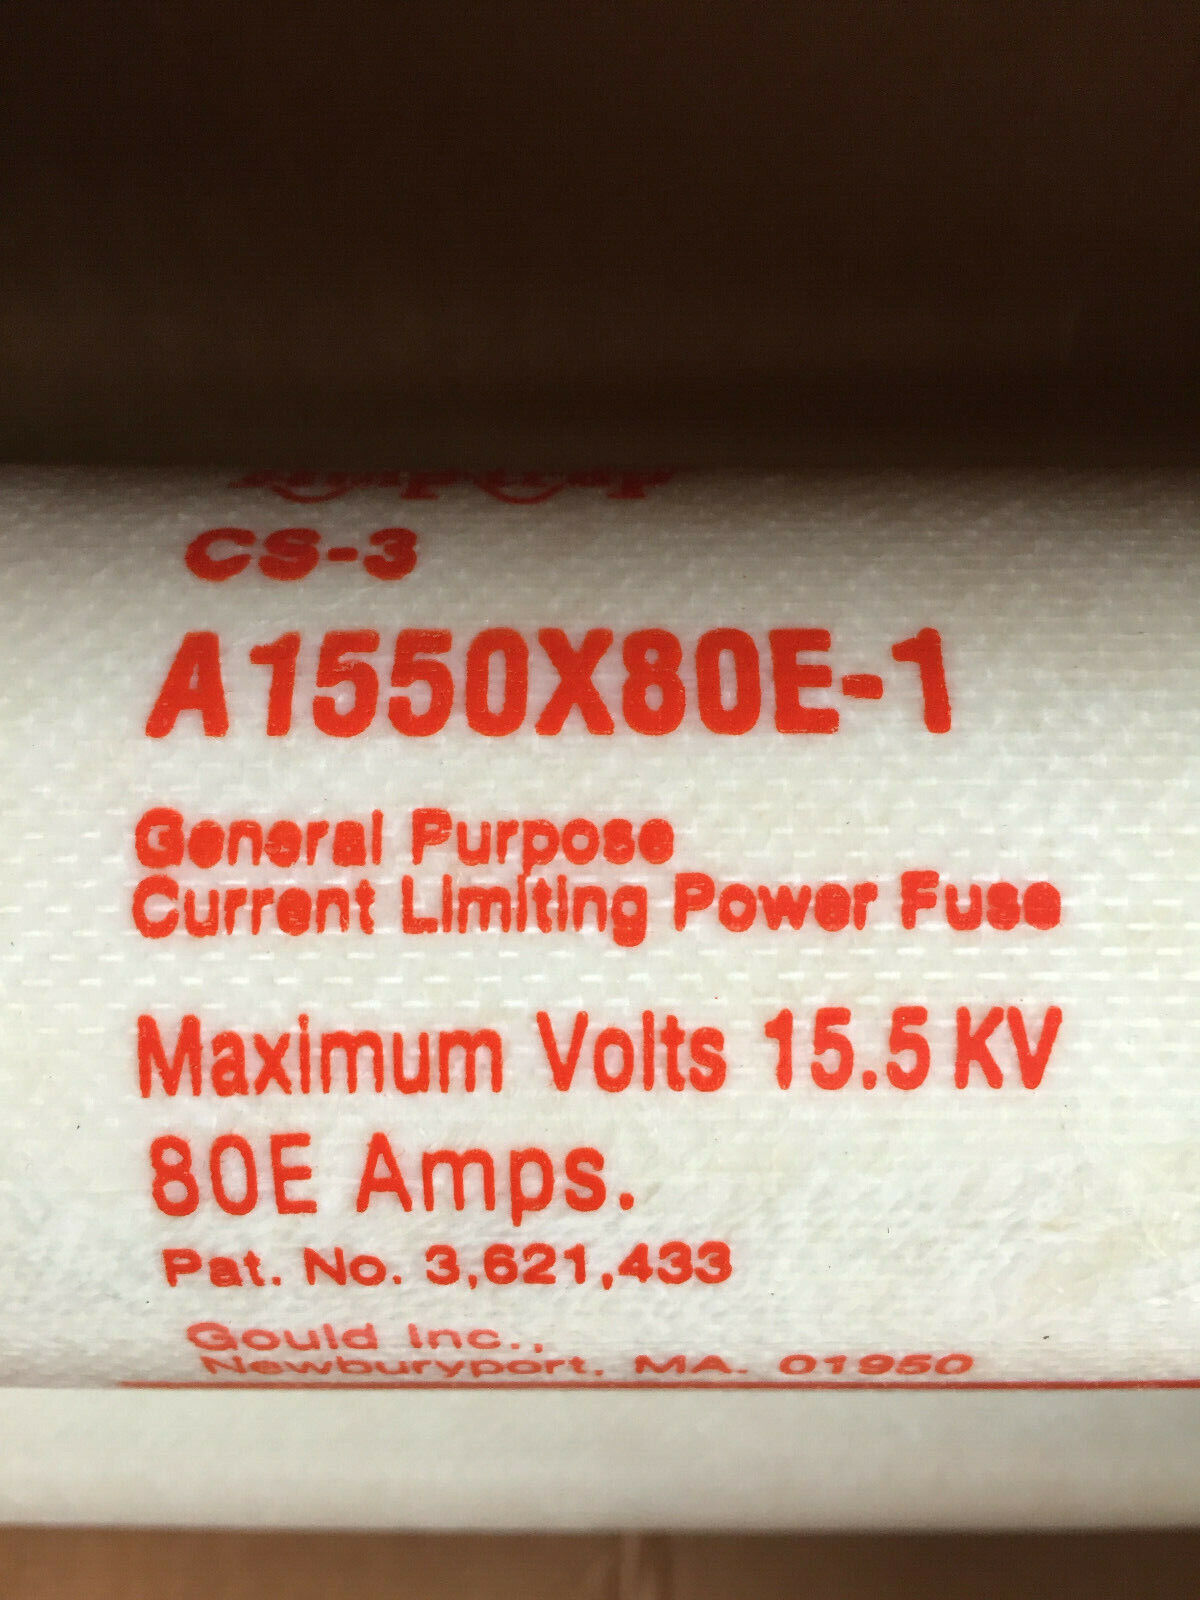 CS-3
A1550X80E-1
General Purpose
Current Limiting Power Fuse
Maximum Volts 15.5 KV
80E Amps.
Pat. No. 3,621,433
Gould Inc.,
Newburyport, MA. 01950